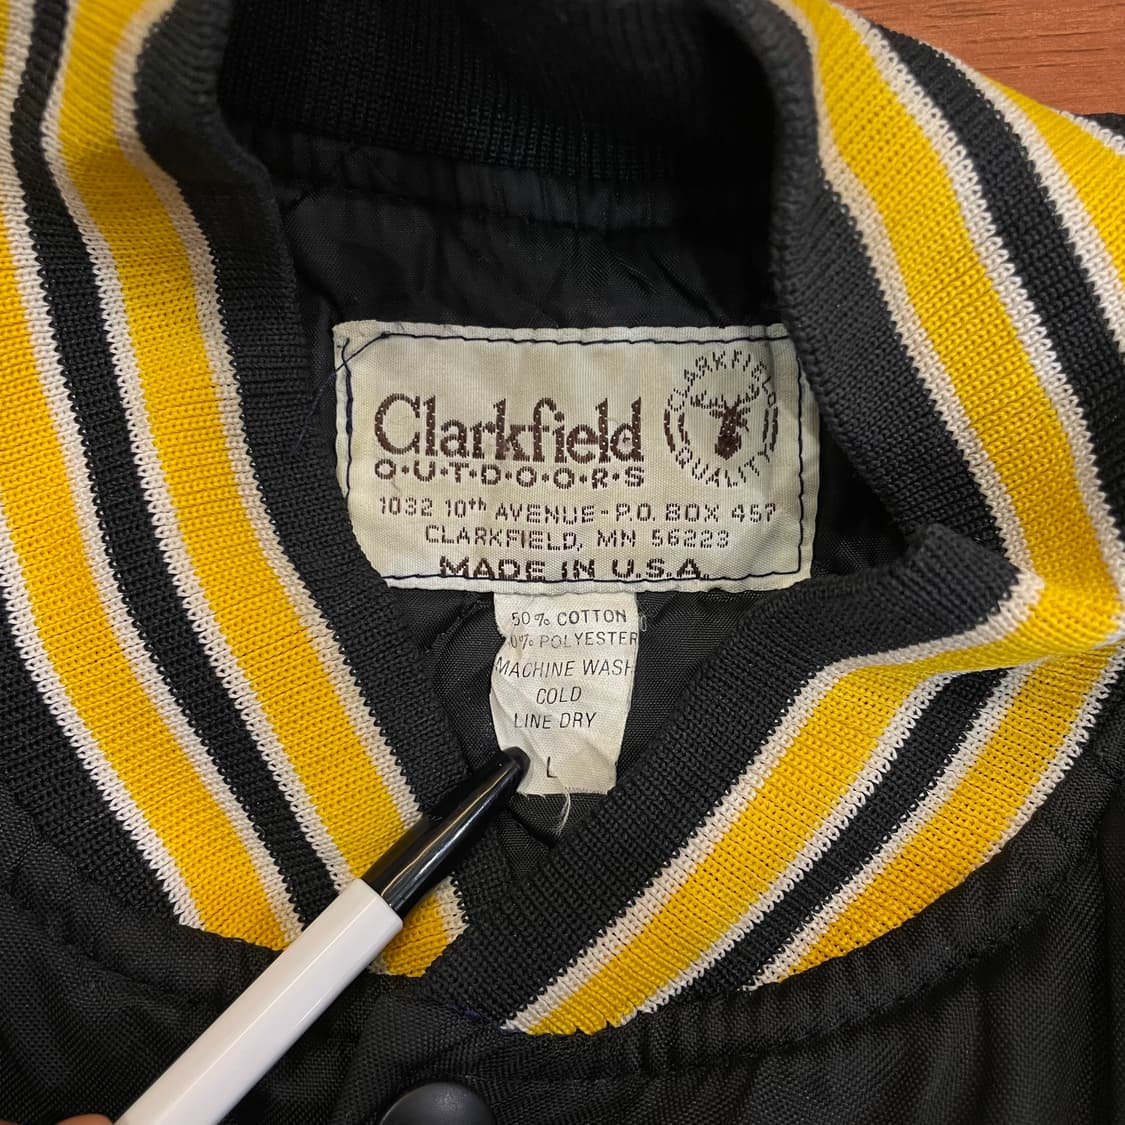 Clarkfield
O·U·T·D·O·O·R·S
CLARKFIELD
QUALITY
1032 10th AVENUE - P.O. BOX 457
CLARKFIELD, MN 56223
MADE IN U.S.A.
50% COTTON
0% POLYESTER
MACHINE WASH
COLD
LINE DRY
L